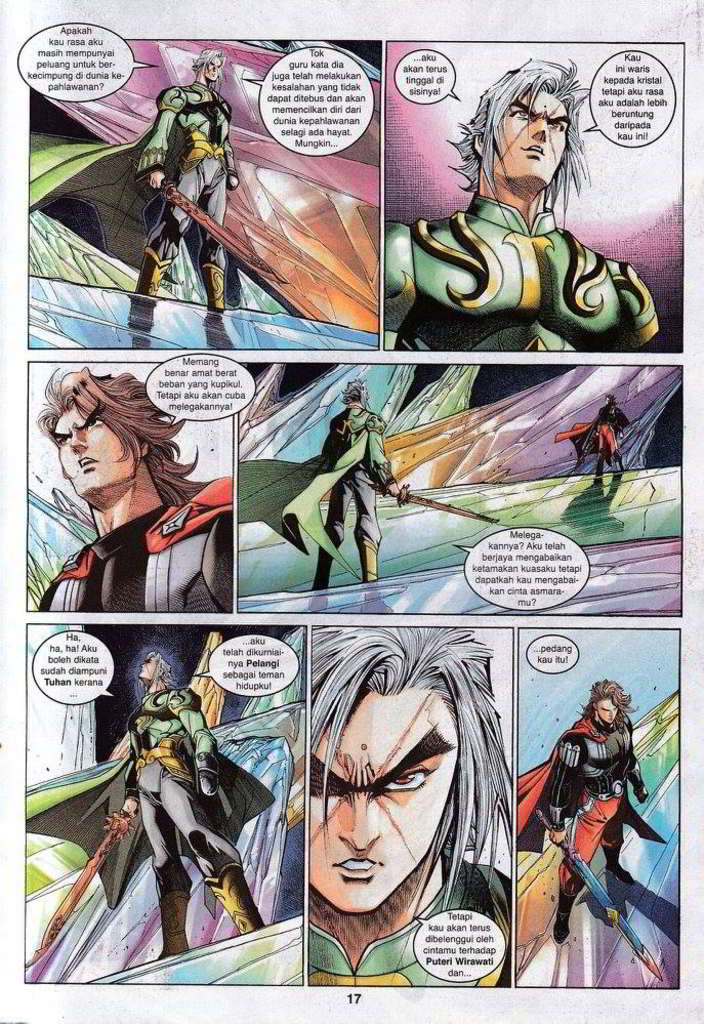 Apakah
kau rasa aku
masih mempunyai
peluang untuk ber-
kecimpung di dunia ke-
pahlawanan?
Tok
guru kata dia
juga telah melakukan
kesalahan yang tidak
dapat ditebus dan akan
memencilkan diri dari
dunia kepahlawanan
selagi ada hayat.
Mungkin...
...aku
akan terus
tinggal di
sisinya!
Kau
ini waris
kepada kristal
tetapi aku rasa
aku adalah lebih
beruntung
daripada
kau ini!
Memang
benar amat berat
beban yang kupikul.
Tetapi aku akan cuba
melegakannya!
Melega-
kannya? Aku telah
berjaya mengabaikan
ketamakan kuasaku tetapi
dapatkah kau mengabai-
kan cinta asmara-
mu?
Ha,
ha, ha! Aku
boleh dikata
sudah diampuni
Tuhan kerana
...
...aku
telah dikurniai-
nya Pelangi
sebagai teman
hidupku!
Tetapi
kau akan terus
dibelenggui oleh
cintamu terhadap
Puteri Wirawati
dan...
...pedang
kau itu!
17